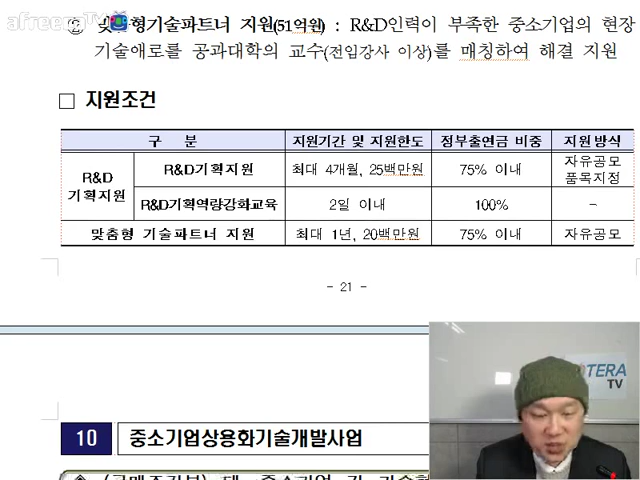 afreecaTV
② 맞춤형기술파트너 지원(51억원) : R&D인력이 부족한 중소기업의 현장
기술애로를 공과대학의 교수(전임강사 이상)를 매칭하여 해결 지원
□ 지원조건
구 분 지원기간 및 지원한도 정부출연금 비중 지원방식
R&D 기획지원 R&D기획지원 최대 4개월, 25백만원 75% 이내 자유공모 품목지정
R&D기획역량강화교육 2일 이내 100% -
맞춤형 기술파트너 지원 최대 1년, 20백만원 75% 이내 자유공모
- 21 -
TERA
TV
10 중소기업상용화기술개발사업